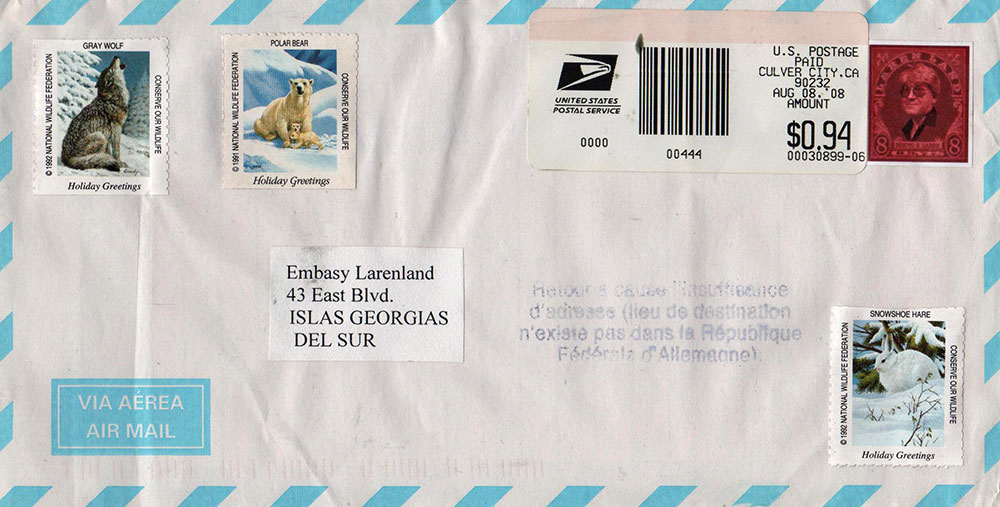 GRAY WOLF
© 1992 NATIONAL WILDLIFE FEDERATION
CONSERVE OUR WILDLIFE
Holiday Greetings
POLAR BEAR
© 1991 NATIONAL WILDLIFE FEDERATION
CONSERVE OUR WILDLIFE
Holiday Greetings
UNITED STATES
POSTAL SERVICE
0000
00444
U.S. POSTAGE
PAID
CULVER CITY,CA
90232
AUG 08.'08
AMOUNT
$0.94
00030899-06
8
8
Embasy Larenland
43 East Blvd.
ISLAS GEORGIAS
DEL SUR
Retours cause l'insuffisance
d'adresse (lieu de destination
n'existe pas dans la République
Fédérale d'Allemagne).
SNOWSHOE HARE
© 1992 NATIONAL WILDLIFE FEDERATION
CONSERVE OUR WILDLIFE
Holiday Greetings
VIA AÉREA
AIR MAIL